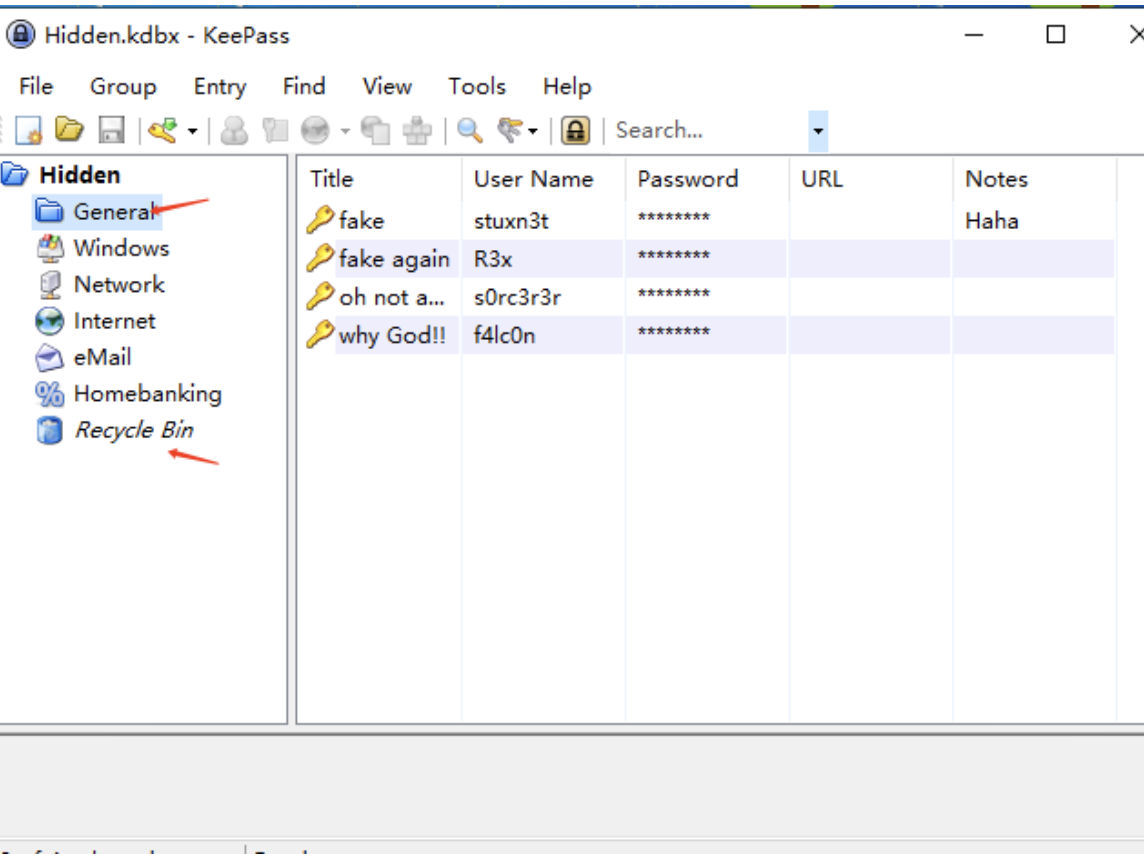 Hidden.kdbx - KeePass
File Group Entry Find View Tools Help
Search...
Hidden
General
Windows
Network
Internet
eMail
Homebanking
Recycle Bin
Title User Name Password URL Notes
fake stuxn3t ******** Haha
fake again R3x ********
oh not a... s0rc3r3r ********
why God!! f4lc0n ********